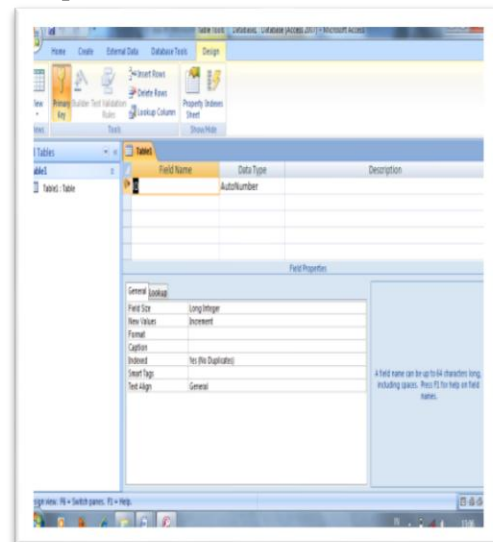 Table Tools Database1 : Database (Access 2007) - Microsoft Access
Home Create External Data Database Tools Design
Primary Key
Builder
Test Validation Rules
Insert Rows
Delete Rows
Lookup Column
Property Sheet
Indexes
Tools
Show/Hide
Tables
Table1
Table1 : Table
Field Name Data Type Description
AutoNumber
Field Properties
General Lookup
Field Size Long Integer
New Values Increment
Format
Caption
Indexed Yes (No Duplicates)
Smart Tags
Text Align General
A field name can be up to 64 characters long,
including spaces. Press F1 for help on field
names.
view. F6 = Switch panes. F1 = Help.